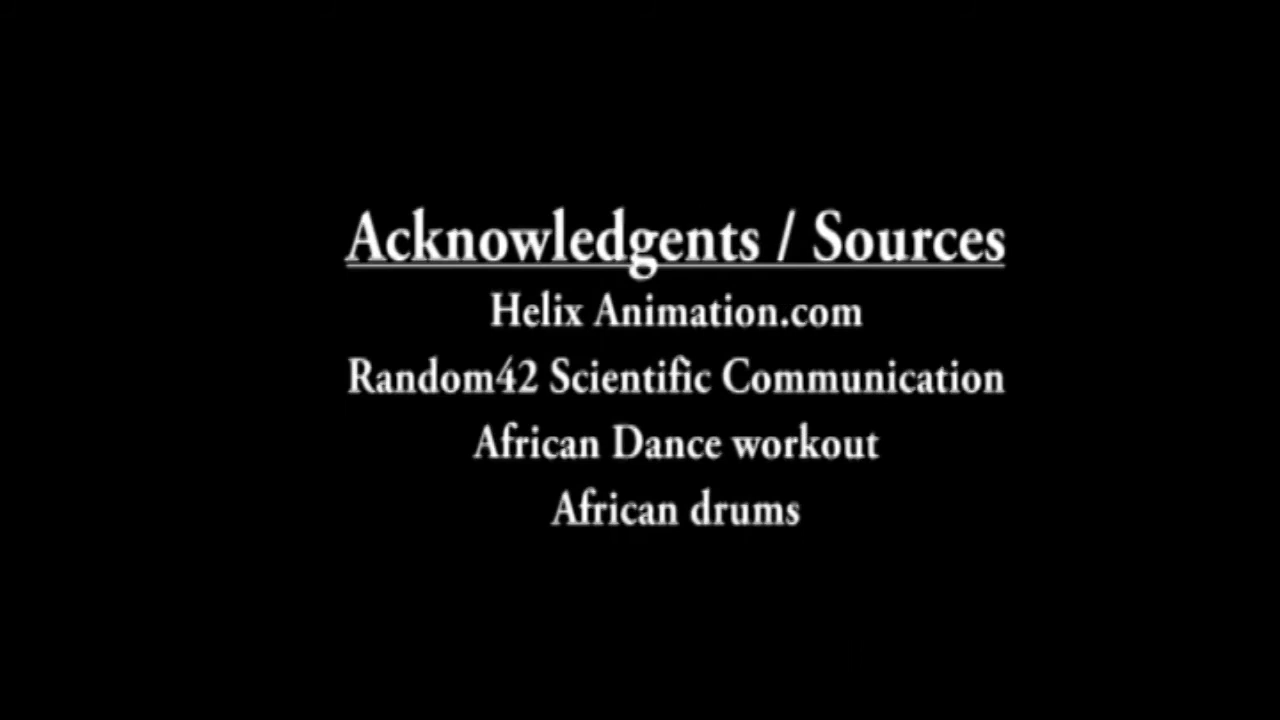 Acknowledgents / Sources
Helix Animation.com
Random42 Scientific Communication
African Dance workout
African drums